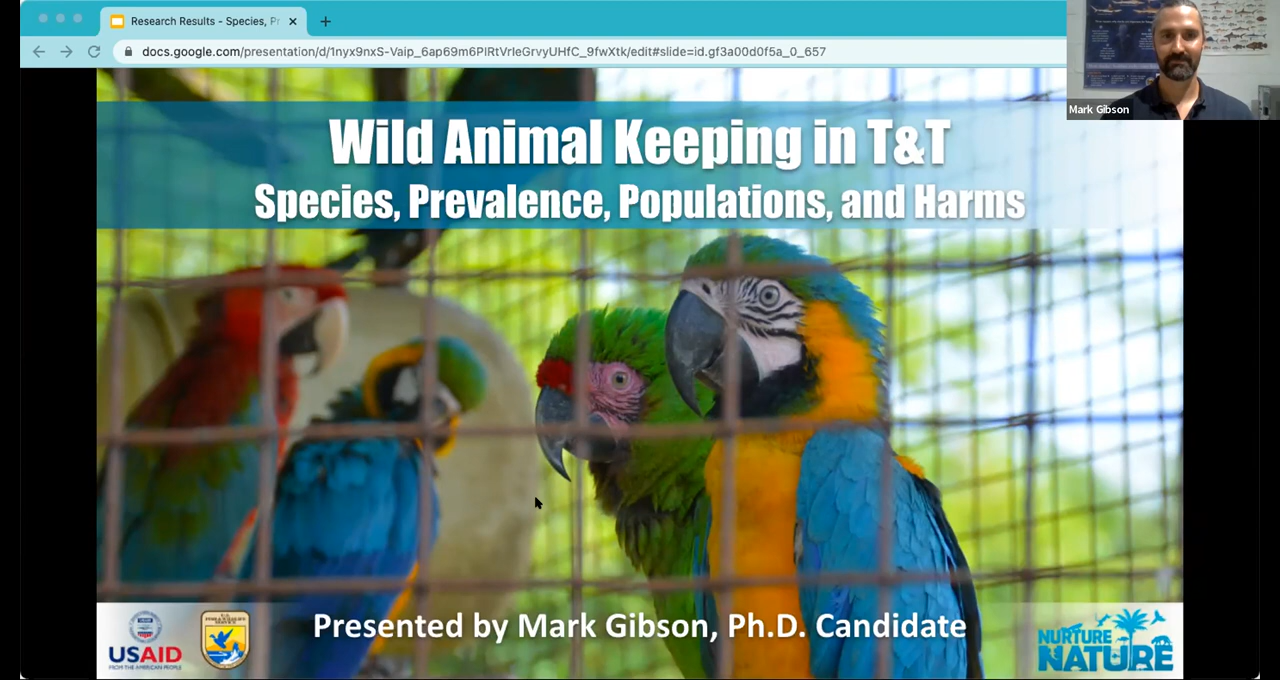 Research Results - Species, Pr
docs.google.com/presentation/d/1nyx9nxS-Vaip_6ap69m6PlRtVrIeGrvyUHfC_9fwXtk/edit#slide=id.gf3a00d0f5a_0_657
Mark Gibson
Wild Animal Keeping in T&T
Species, Prevalence, Populations, and Harms
Presented by Mark Gibson, Ph.D. Candidate
USAID
FROM THE AMERICAN PEOPLE
NURTURE
NATURE